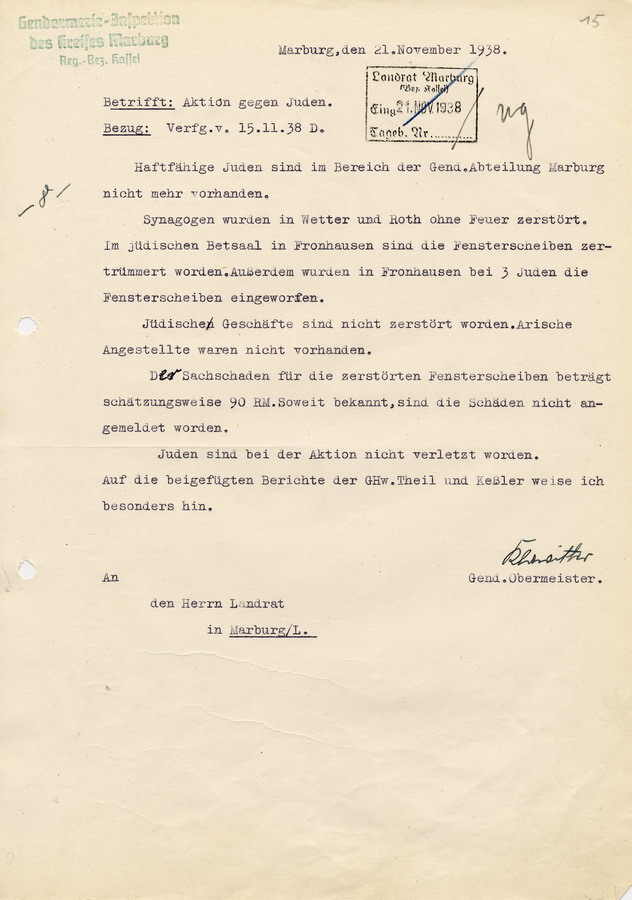 15
Gendarmerie-Inspektion
des Kreises Marburg
Reg.-Bez. Kassel
Marburg,den 21.November 1938.
Landrat Marburg
(Bez. Kassel)
Eing 21. NOV. 1938
Tageb. Nr.
Betrifft: Aktion gegen Juden.
Bezug: Verfg.v. 15.11.38 D.
Haftfähige Juden sind im Bereich der Gend.Abteilung Marburg
nicht mehr vorhanden.
Synagogen wurden in Wetter und Roth ohne Feuer zerstört.
Im jüdischen Betsaal in Fronhausen sind die Fensterscheiben zer-
trümmert worden.Außerdem wurden in Fronhausen bei 3 Juden die
Fensterscheiben eingeworfen.
Jüdische Geschäfte sind nicht zerstört worden.Arische
Angestellte waren nicht vorhanden.
Der Sachschaden für die zerstörten Fensterscheiben beträgt
schätzungsweise 90 RM.Soweit bekannt,sind die Schäden nicht an-
gemeldet worden.
Juden sind bei der Aktion nicht verletzt worden.
Auf die beigefügten Berichte der GHw.Theil und Keßler weise ich
besonders hin.
Gend.Obermeister.
An
den Herrn Landrat
in Marburg/L.